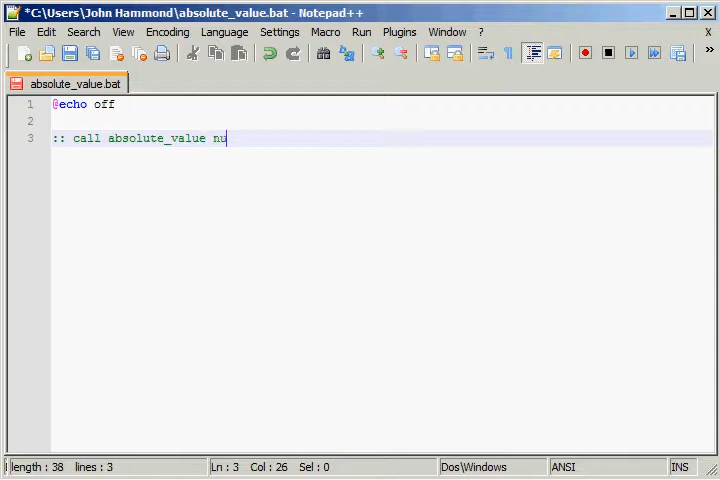 *C:\Users\John Hammond\absolute_value.bat - Notepad++
File Edit Search View Encoding Language Settings Macro Run Plugins Window ? X
absolute_value.bat
1 @echo off
2
3 :: call absolute_value nu
length : 38 lines : 3 Ln : 3 Col : 26 Sel : 0 Dos\Windows ANSI INS